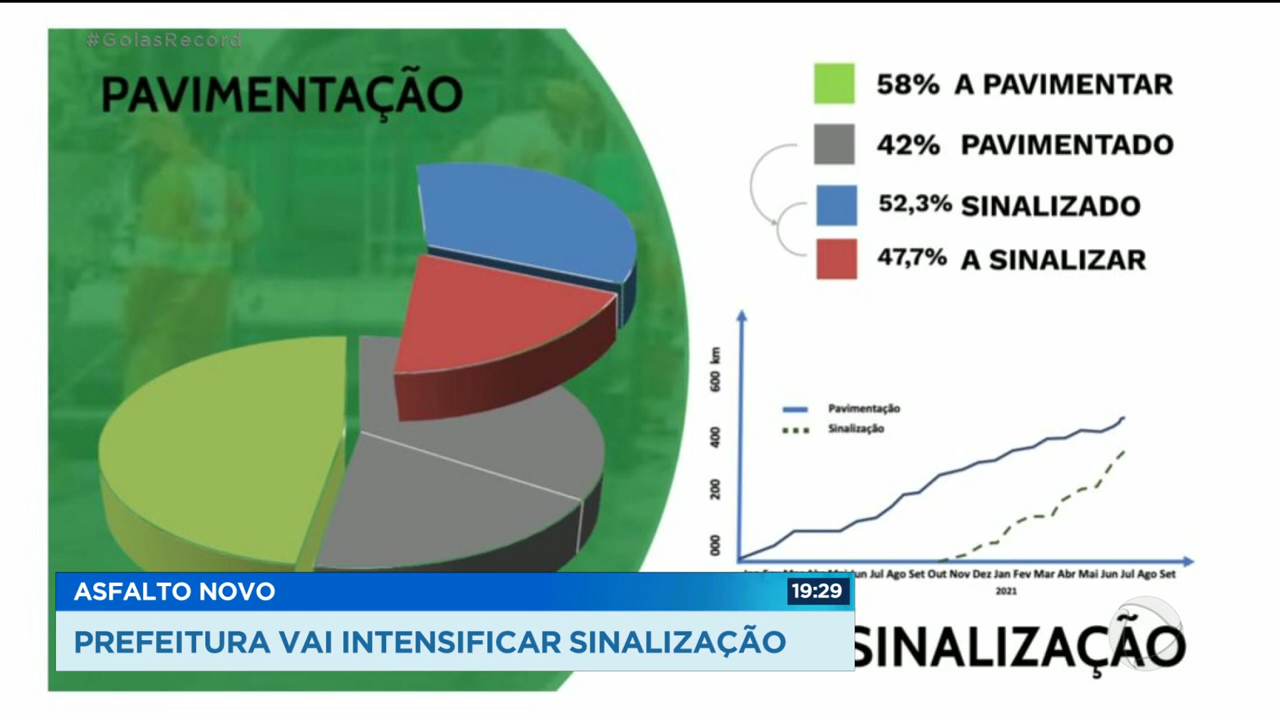 #GoiasRecord
PAVIMENTAÇÃO
58% A PAVIMENTAR
42% PAVIMENTADO
52,3% SINALIZADO
47,7% A SINALIZAR
600 km
400
200
000
Pavimentação
Sinalização
Jun Jul Ago Set Out Nov Dez Jan Fev Mar Abr Mai Jun Jul Ago Set
2021
ASFALTO NOVO
19:29
PREFEITURA VAI INTENSIFICAR SINALIZAÇÃO
SINALIZAÇÃO